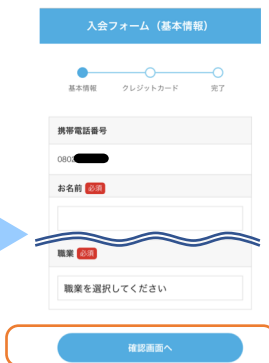 入会フォーム（基本情報）
基本情報 クレジットカード 完了
携帯電話番号
080
お名前 必須
職業 必須
職業を選択してください
確認画面へ